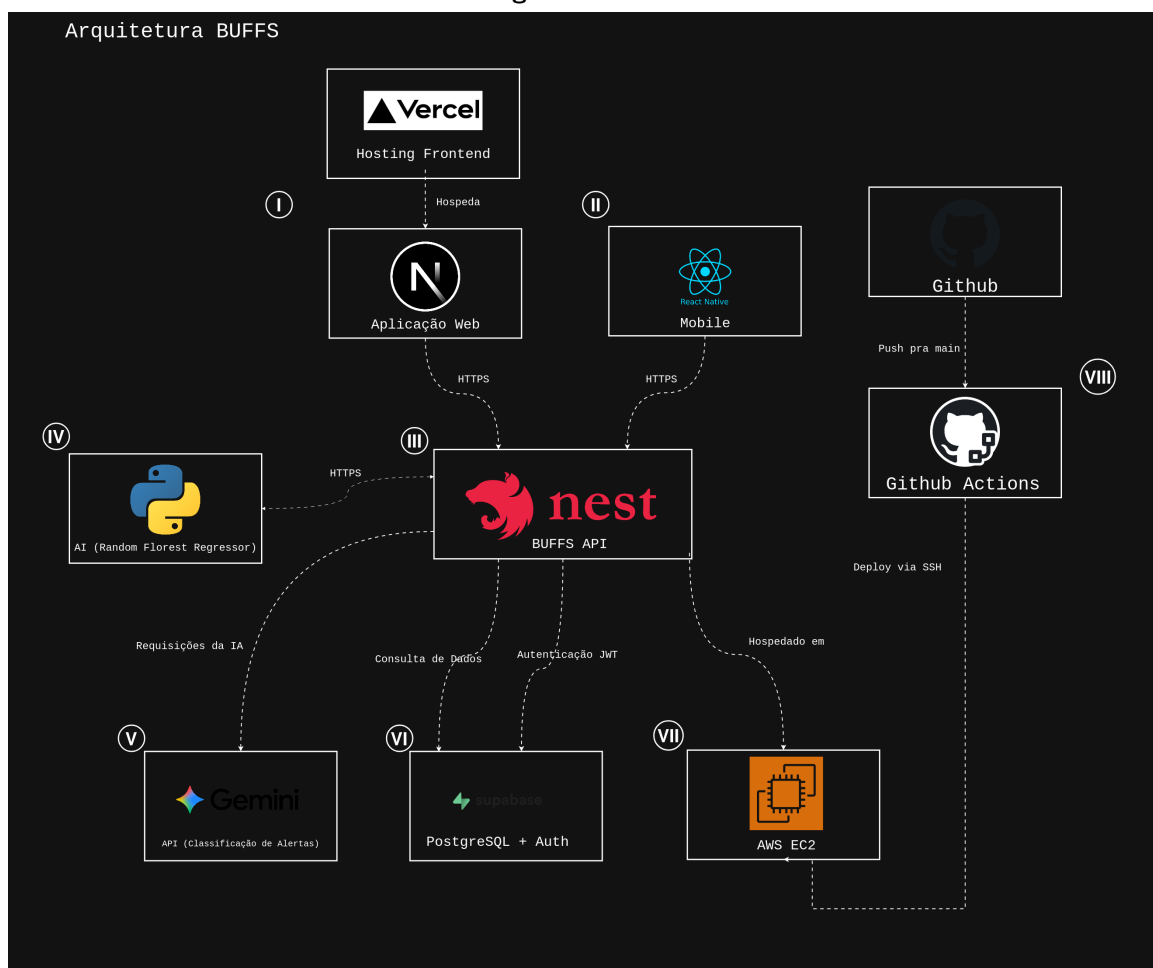 Arquitetura BUFFS
Vercel
Hosting Frontend
Hospeda
I
II
N
Aplicação Web
React Native
Mobile
Github
Push pra main
VIII
Github Actions
HTTPS
HTTPS
III
IV
HTTPS
nest
BUFFS API
AI (Random Florest Regressor)
Deploy via SSH
Requisições da IA
Consulta de Dados
Autenticação JWT
Hospedado em
V
VI
VII
Gemini
API (Classificação de Alertas)
supabase
PostgreSQL + Auth
AWS EC2